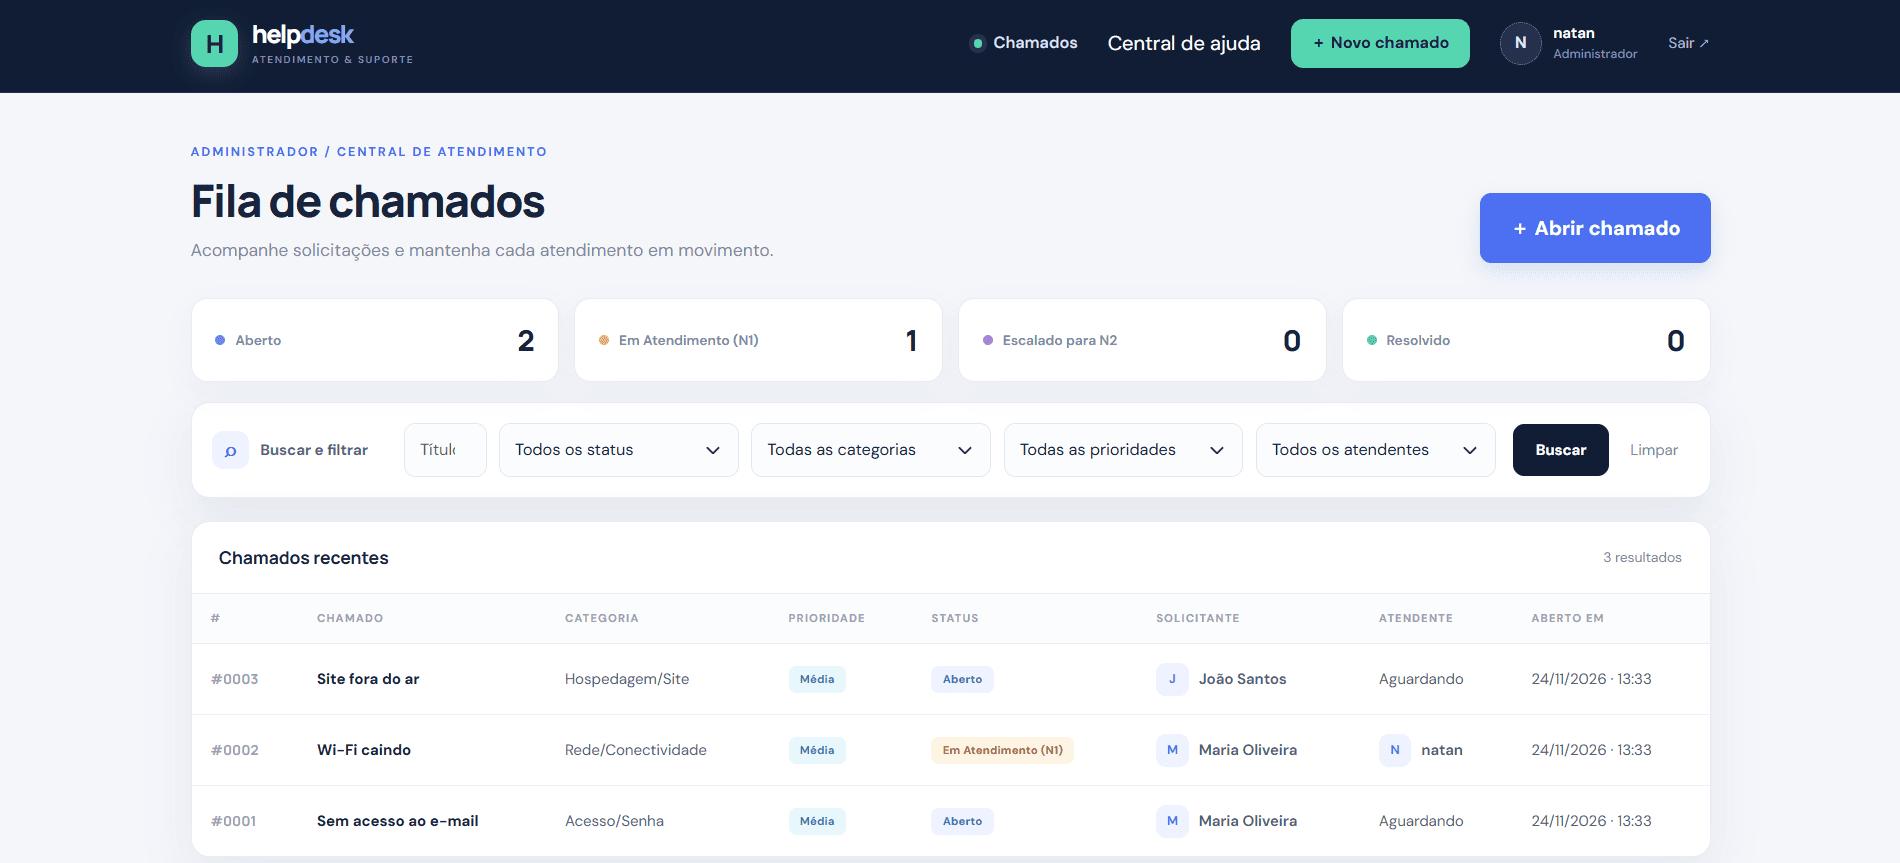 H
helpdesk
ATENDIMENTO & SUPORTE
Chamados
Central de ajuda
+ Novo chamado
N
natan
Administrador
Sair ↗
ADMINISTRADOR / CENTRAL DE ATENDIMENTO
Fila de chamados
Acompanhe solicitações e mantenha cada atendimento em movimento.
+ Abrir chamado
Aberto 2
Em Atendimento (N1) 1
Escalado para N2 0
Resolvido 0
Buscar e filtrar
Todos os status
Todas as categorias
Todas as prioridades
Todos os atendentes
Buscar
Limpar
Chamados recentes
3 resultados
# CHAMADO CATEGORIA PRIORIDADE STATUS SOLICITANTE ATENDENTE ABERTO EM
#0003 Site fora do ar Hospedagem/Site Média Aberto J João Santos Aguardando 24/11/2026 · 13:33
#0002 Wi-Fi caindo Rede/Conectividade Média Em Atendimento (N1) M Maria Oliveira N natan 24/11/2026 · 13:33
#0001 Sem acesso ao e-mail Acesso/Senha Média Aberto M Maria Oliveira Aguardando 24/11/2026 · 13:33